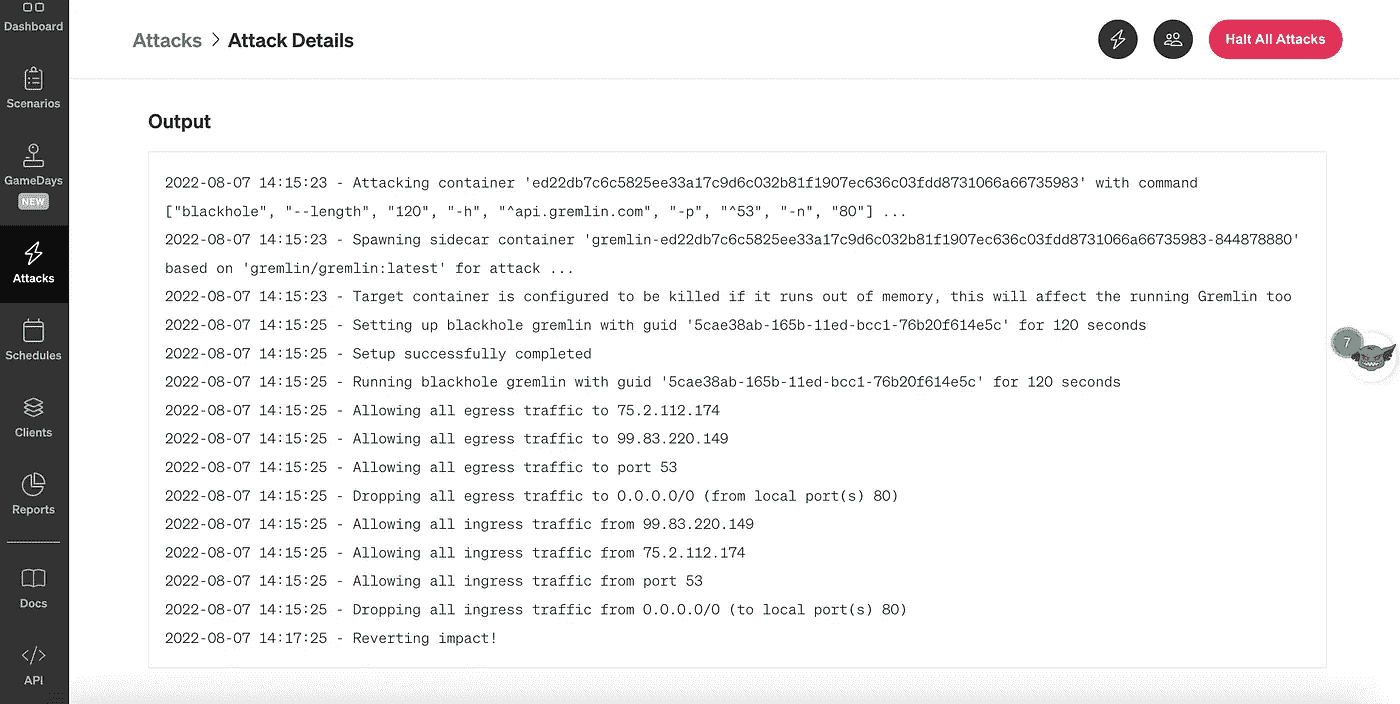 Dashboard
Scenarios
GameDays
NEW
Attacks
Schedules
Clients
Reports
Docs
API
Attacks > Attack Details
Halt All Attacks
Output
2022-08-07 14:15:23 - Attacking container 'ed22db7c6c5825ee33a17c9d6c032b81f1907ec636c03fdd8731066a66735983' with command
["blackhole", "--length", "120", "-h", "^api.gremlin.com", "-p", "^53", "-n", "80"] ...
2022-08-07 14:15:23 - Spawning sidecar container 'gremlin-ed22db7c6c5825ee33a17c9d6c032b81f1907ec636c03fdd8731066a66735983-844878880'
based on 'gremlin/gremlin:latest' for attack ...
2022-08-07 14:15:23 - Target container is configured to be killed if it runs out of memory, this will affect the running Gremlin too
2022-08-07 14:15:25 - Setting up blackhole gremlin with guid '5cae38ab-165b-11ed-bcc1-76b20f614e5c' for 120 seconds
2022-08-07 14:15:25 - Setup successfully completed
2022-08-07 14:15:25 - Running blackhole gremlin with guid '5cae38ab-165b-11ed-bcc1-76b20f614e5c' for 120 seconds
2022-08-07 14:15:25 - Allowing all egress traffic to 75.2.112.174
2022-08-07 14:15:25 - Allowing all egress traffic to 99.83.220.149
2022-08-07 14:15:25 - Allowing all egress traffic to port 53
2022-08-07 14:15:25 - Dropping all egress traffic to 0.0.0.0/0 (from local port(s) 80)
2022-08-07 14:15:25 - Allowing all ingress traffic from 99.83.220.149
2022-08-07 14:15:25 - Allowing all ingress traffic from 75.2.112.174
2022-08-07 14:15:25 - Allowing all ingress traffic from port 53
2022-08-07 14:15:25 - Dropping all ingress traffic from 0.0.0.0/0 (to local port(s) 80)
2022-08-07 14:17:25 - Reverting impact!
7